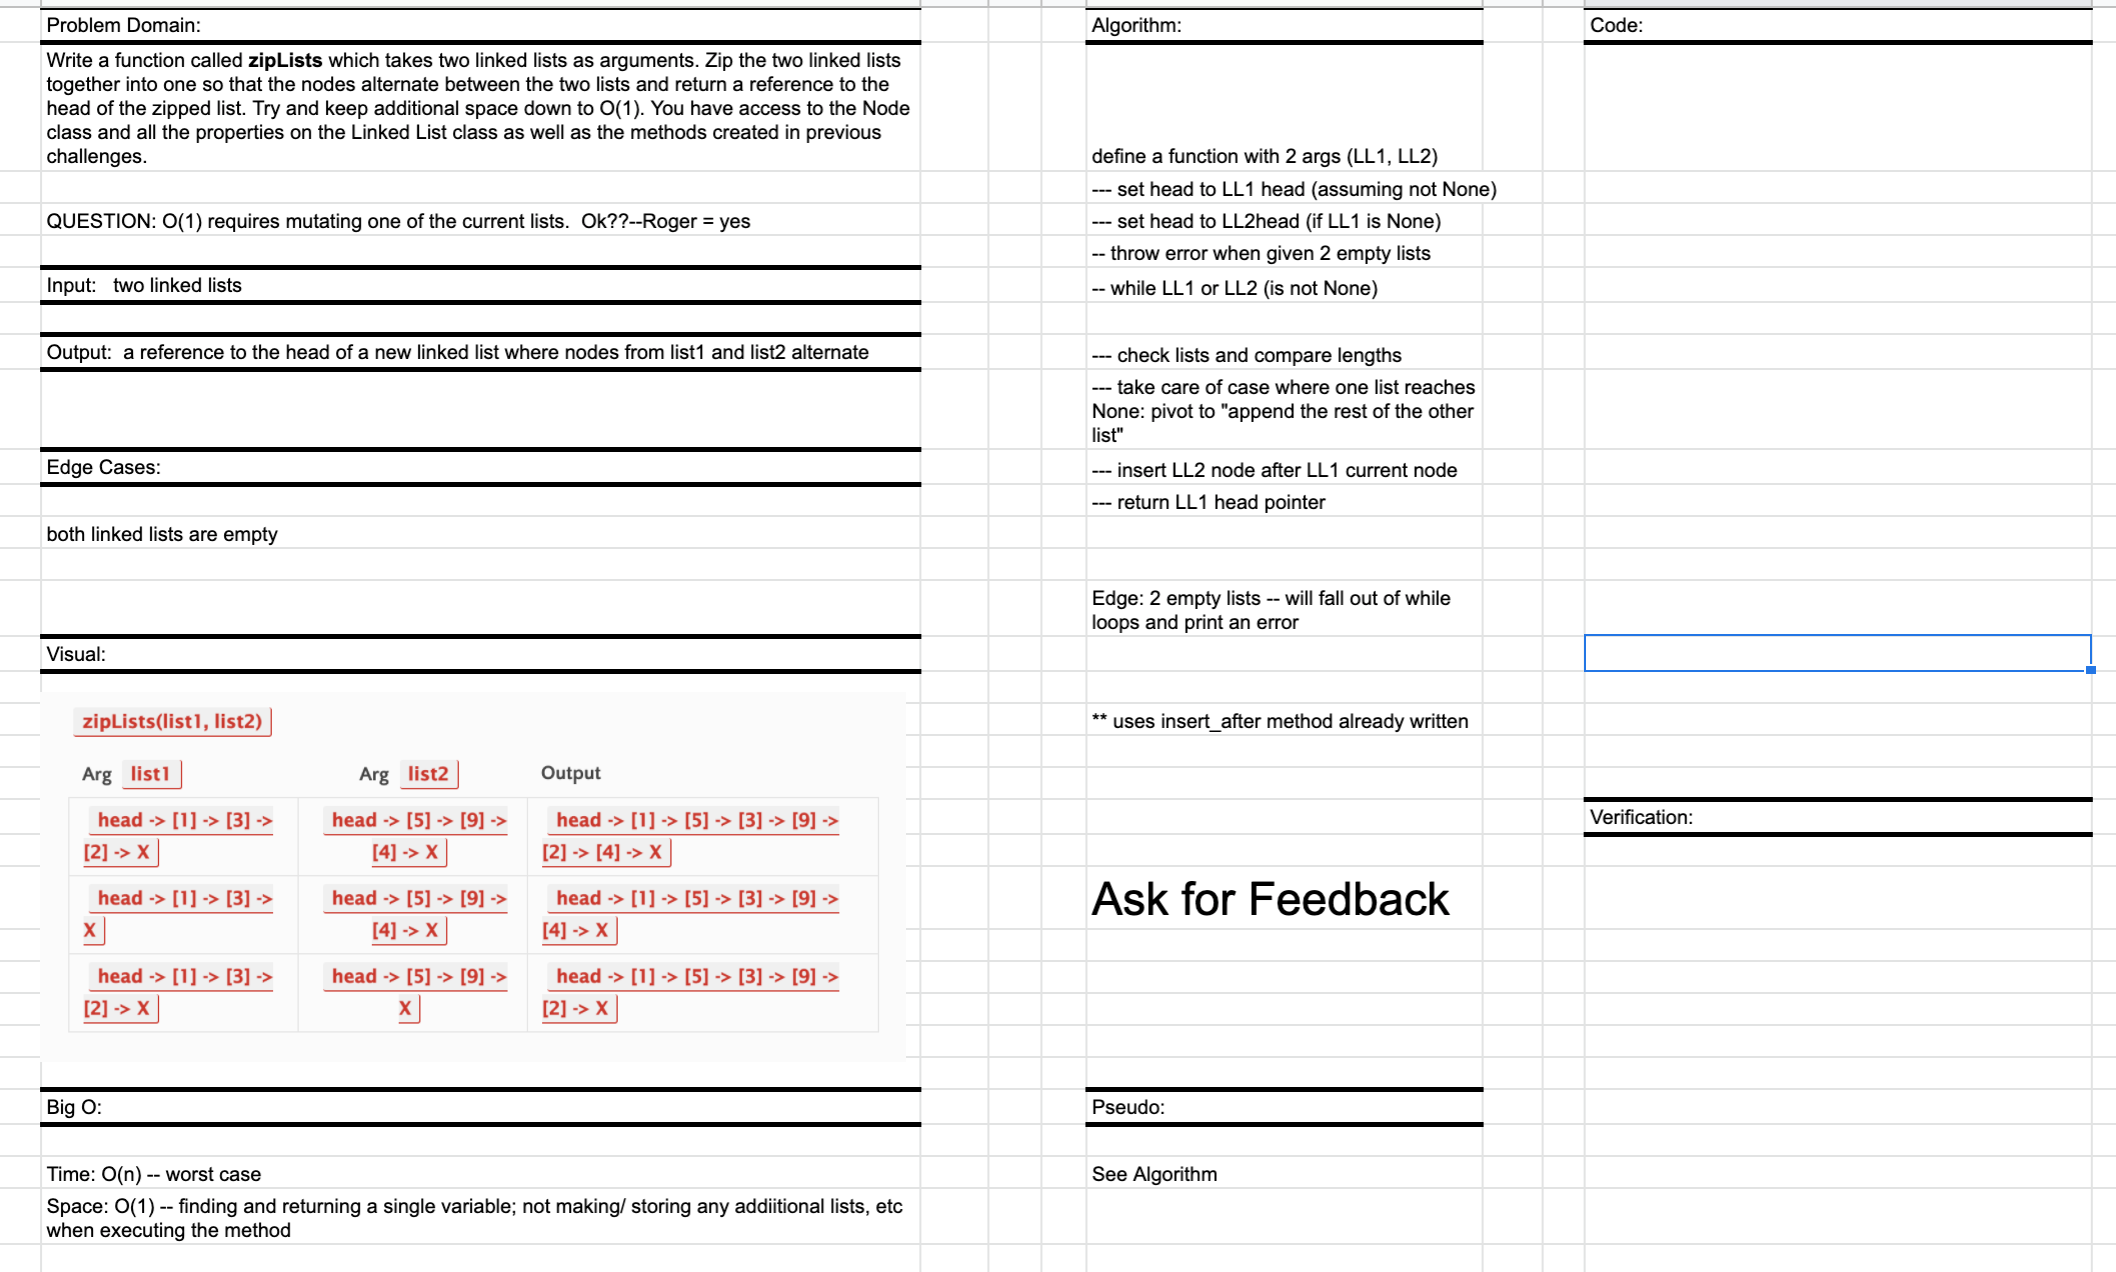 Problem Domain:
Write a function called zipLists which takes two linked lists as arguments. Zip the two linked lists
together into one so that the nodes alternate between the two lists and return a reference to the
head of the zipped list. Try and keep additional space down to O(1). You have access to the Node
class and all the properties on the Linked List class as well as the methods created in previous
challenges.
QUESTION: O(1) requires mutating one of the current lists.  Ok??--Roger = yes
Input:   two linked lists
Output:  a reference to the head of a new linked list where nodes from list1 and list2 alternate
Edge Cases:
both linked lists are empty
Visual:
zipLists(list1, list2)
Arg list1 Arg list2 Output
head -> [1] -> [3] -> head -> [5] -> [9] -> head -> [1] -> [5] -> [3] -> [9] ->
[2] -> X [4] -> X [2] -> [4] -> X
head -> [1] -> [3] -> head -> [5] -> [9] -> head -> [1] -> [5] -> [3] -> [9] ->
X [4] -> X [4] -> X
head -> [1] -> [3] -> head -> [5] -> [9] -> head -> [1] -> [5] -> [3] -> [9] ->
[2] -> X X [2] -> X
Big O:
Time: O(n) -- worst case
Space: O(1) -- finding and returning a single variable; not making/ storing any addiitional lists, etc
when executing the method
Algorithm:
define a function with 2 args (LL1, LL2)
--- set head to LL1 head (assuming not None)
--- set head to LL2head (if LL1 is None)
-- throw error when given 2 empty lists
-- while LL1 or LL2 (is not None)
--- check lists and compare lengths
--- take care of case where one list reaches
None: pivot to "append the rest of the other
list"
--- insert LL2 node after LL1 current node
--- return LL1 head pointer
Edge: 2 empty lists -- will fall out of while
loops and print an error
** uses insert_after method already written
Ask for Feedback
Pseudo:
See Algorithm
Code:
Verification: